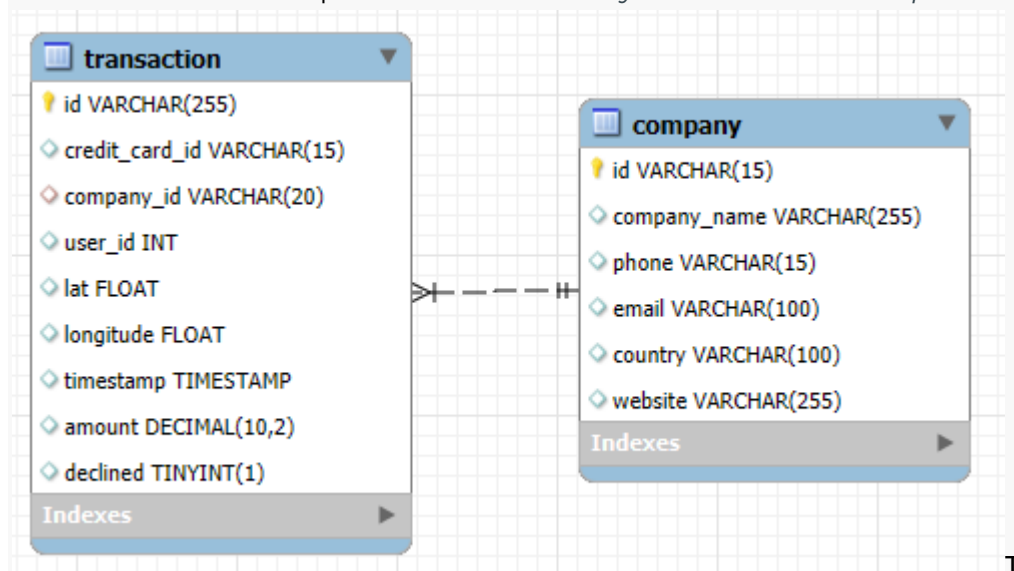 transaction
id VARCHAR(255)
credit_card_id VARCHAR(15)
company_id VARCHAR(20)
user_id INT
lat FLOAT
longitude FLOAT
timestamp TIMESTAMP
amount DECIMAL(10,2)
declined TINYINT(1)
Indexes
company
id VARCHAR(15)
company_name VARCHAR(255)
phone VARCHAR(15)
email VARCHAR(100)
country VARCHAR(100)
website VARCHAR(255)
Indexes